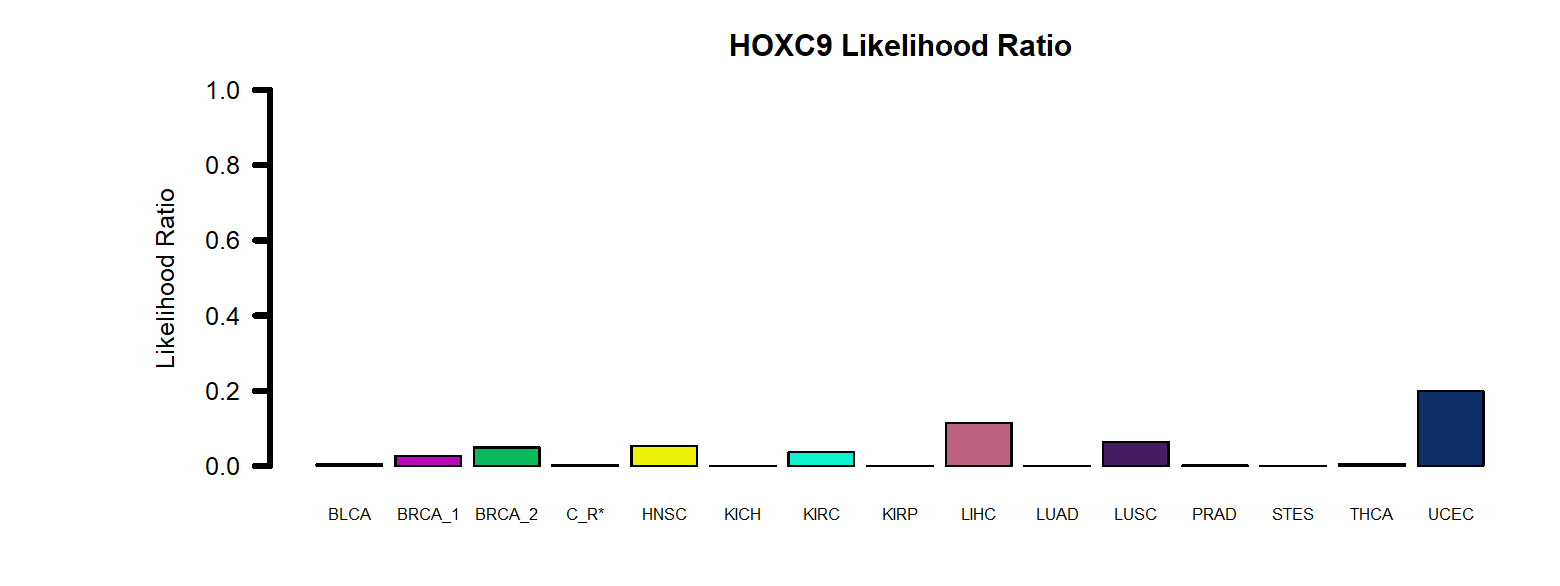 HOXC9 Likelihood Ratio
Likelihood Ratio
1.0
0.8
0.6
0.4
0.2
0.0
BLCA BRCA_1 BRCA_2 C_R* HNSC KICH KIRC KIRP LIHC LUAD LUSC PRAD STES THCA UCEC